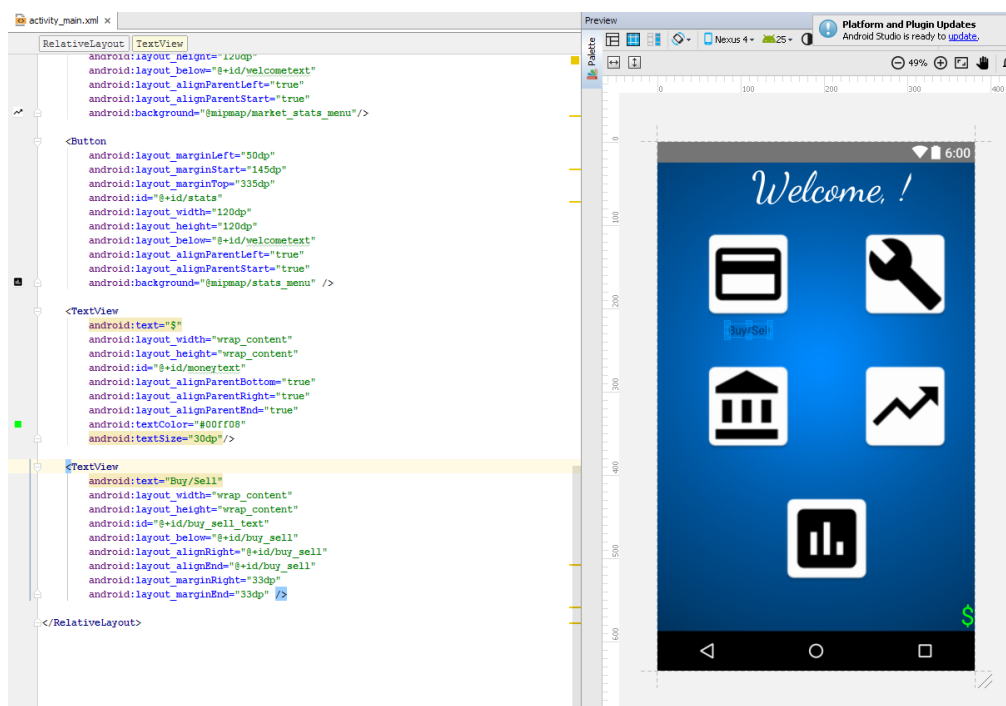 activity_main.xml ×
Preview
Platform and Plugin Updates
Android Studio is ready to update.
RelativeLayout TextView
Palette
Nexus 4
25
49%
android:layout_height="120dp"
android:layout_below="@+id/welcometext"
android:layout_alignParentLeft="true"
android:layout_alignParentStart="true"
android:background="@mipmap/market_stats_menu"/>
<Button
android:layout_marginLeft="50dp"
android:layout_marginStart="145dp"
android:layout_marginTop="335dp"
android:id="@+id/stats"
android:layout_width="120dp"
android:layout_height="120dp"
android:layout_below="@+id/welcometext"
android:layout_alignParentLeft="true"
android:layout_alignParentStart="true"
android:background="@mipmap/stats_menu" />
<TextView
android:text="$"
android:layout_width="wrap_content"
android:layout_height="wrap_content"
android:id="@+id/moneytext"
android:layout_alignParentBottom="true"
android:layout_alignParentRight="true"
android:layout_alignParentEnd="true"
android:textColor="#00ff08"
android:textSize="30dp"/>
<TextView
android:text="Buy/Sell"
android:layout_width="wrap_content"
android:layout_height="wrap_content"
android:id="@+id/buy_sell_text"
android:layout_below="@+id/buy_sell"
android:layout_alignRight="@+id/buy_sell"
android:layout_alignEnd="@+id/buy_sell"
android:layout_marginRight="33dp"
android:layout_marginEnd="33dp" />
</RelativeLayout>
0 100 200 300 400
0
100
200
300
400
500
600
6:00
Welcome, !
Buy/Sell
$